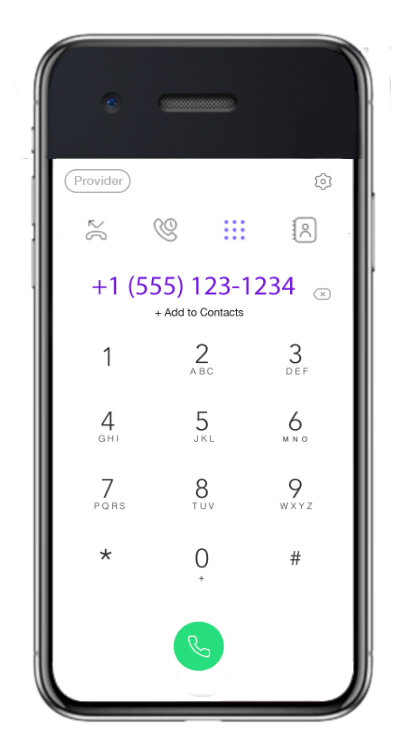 Provider
+1 (555) 123-1234
+ Add to Contacts
1 2 3
ABC DEF
4 5 6
GHI JKL MNO
7 8 9
PQRS TUV WXYZ
* 0 #
+